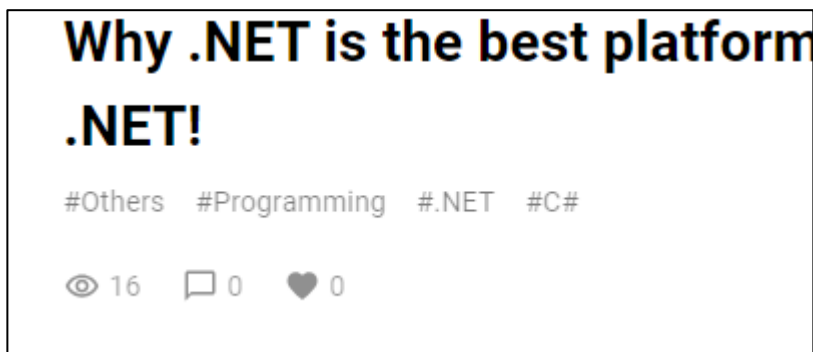 Why .NET is the best platform
.NET!
#Others #Programming #.NET #C#
16 0 0